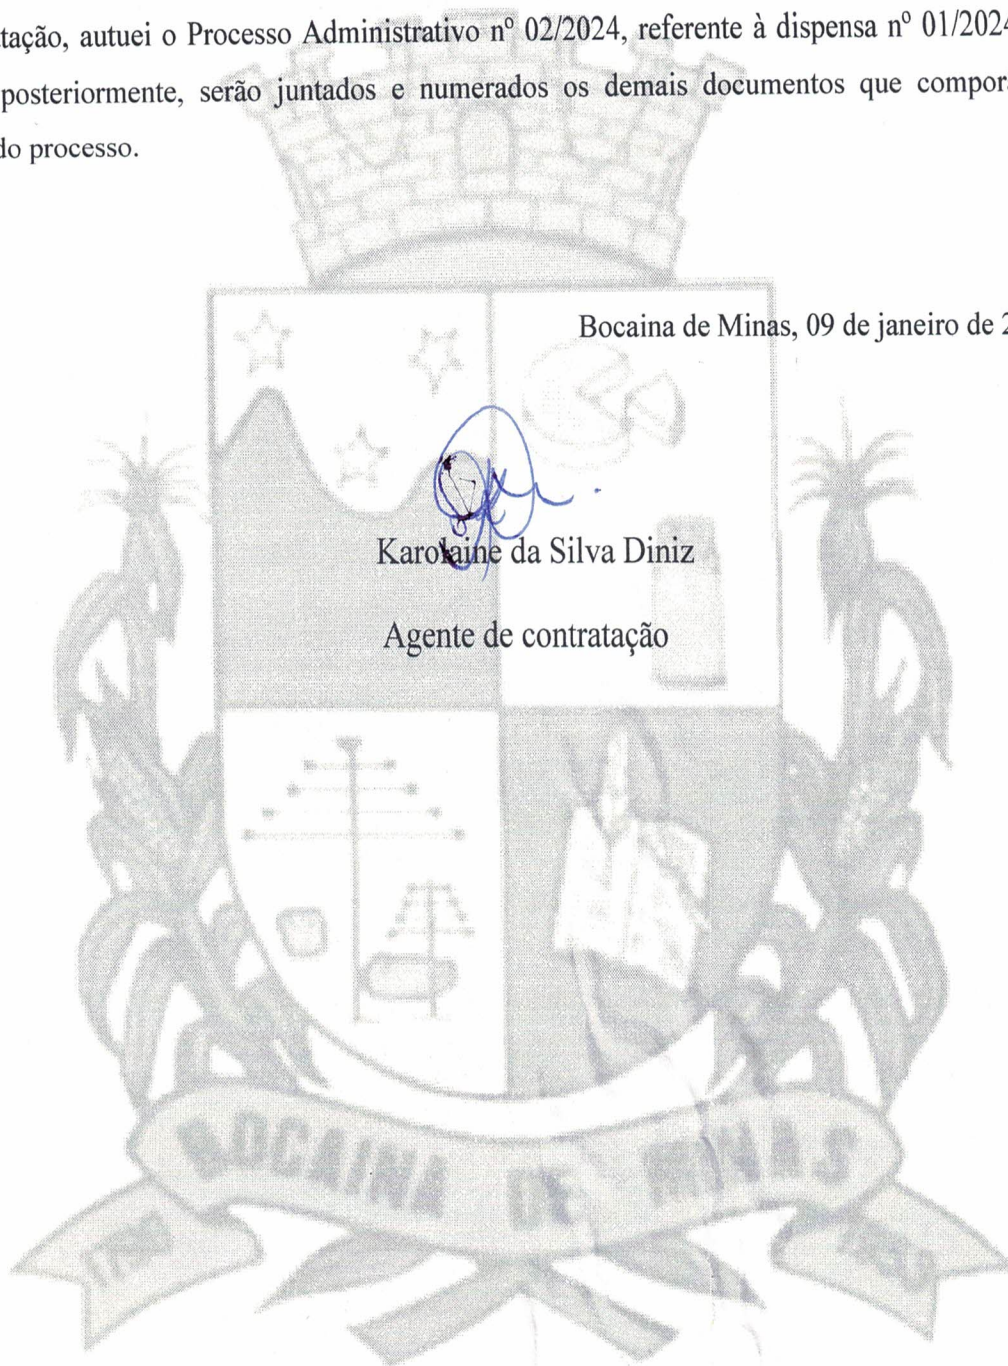 tação, autuei o Processo Administrativo nº 02/2024, referente à dispensa nº 01/2024
posteriormente, serão juntados e numerados os demais documentos que compor
do processo.
Bocaina de Minas, 09 de janeiro de 2
Karolaine da Silva Diniz
Agente de contratação
BOCAINA DE MINAS